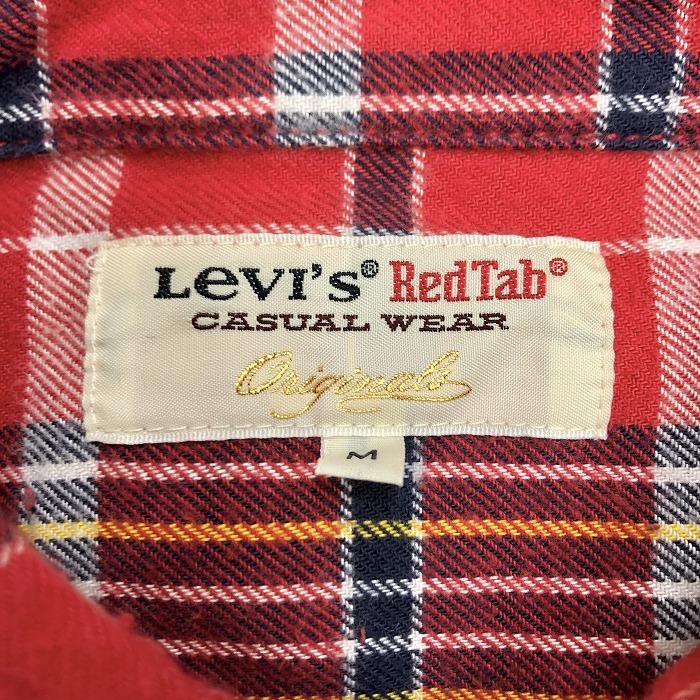 Levi's® RedTab®
CASUAL WEAR
Originals
M